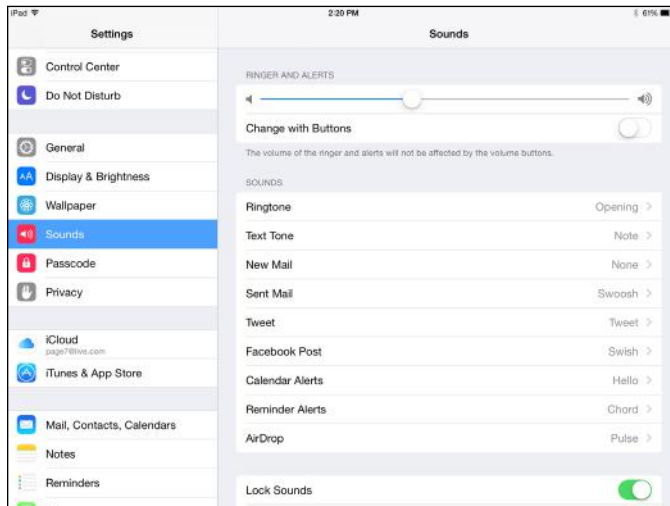 iPad 2:20 PM 61%
Settings
Sounds
Control Center
Do Not Disturb
General
Display & Brightness
AA
Wallpaper
Sounds
Passcode
Privacy
iCloud
page7@live.com
iTunes & App Store
Mail, Contacts, Calendars
Notes
Reminders
RINGER AND ALERTS
Change with Buttons
The volume of the ringer and alerts will not be affected by the volume buttons.
SOUNDS
Ringtone Opening
Text Tone Note
New Mail None
Sent Mail Swoosh
Tweet Tweet
Facebook Post Swish
Calendar Alerts Hello
Reminder Alerts Chord
AirDrop Pulse
Lock Sounds